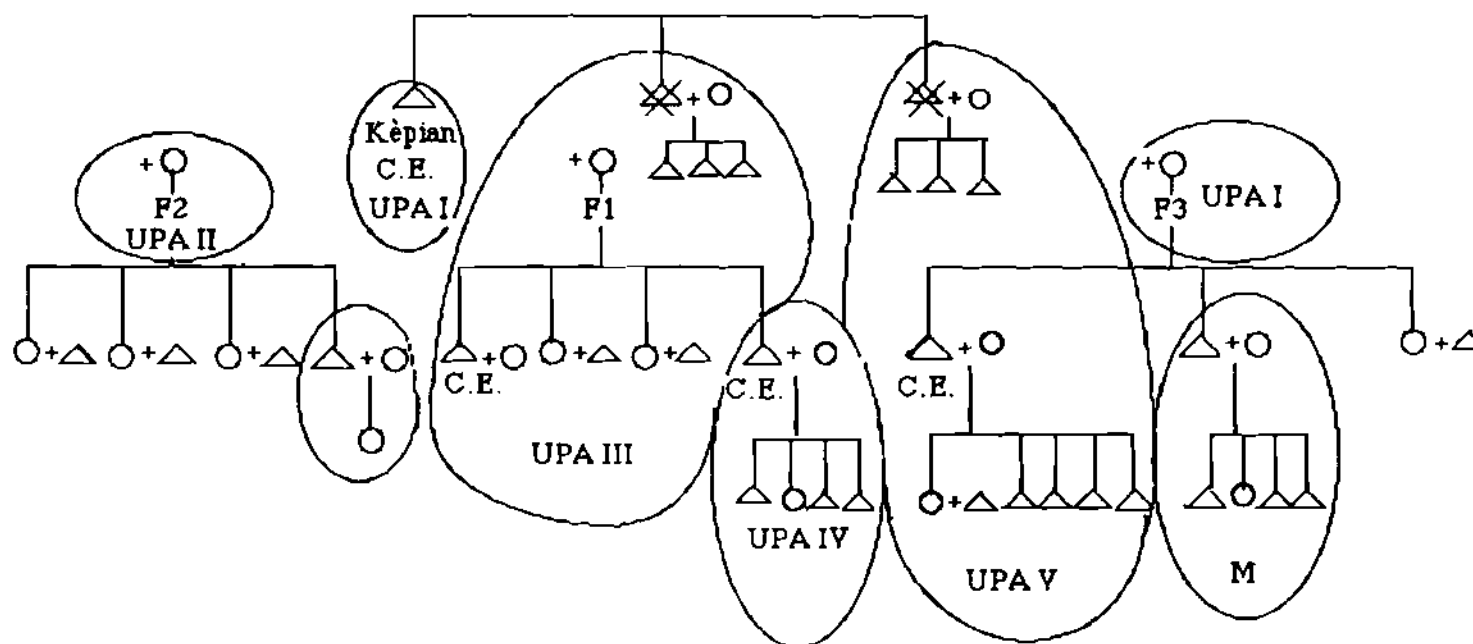 Kèpian
C.E.
UPA I
F2
UPA II
F1
F3
UPA I
C.E.
C.E.
C.E.
UPA III
UPA IV
UPA V
M